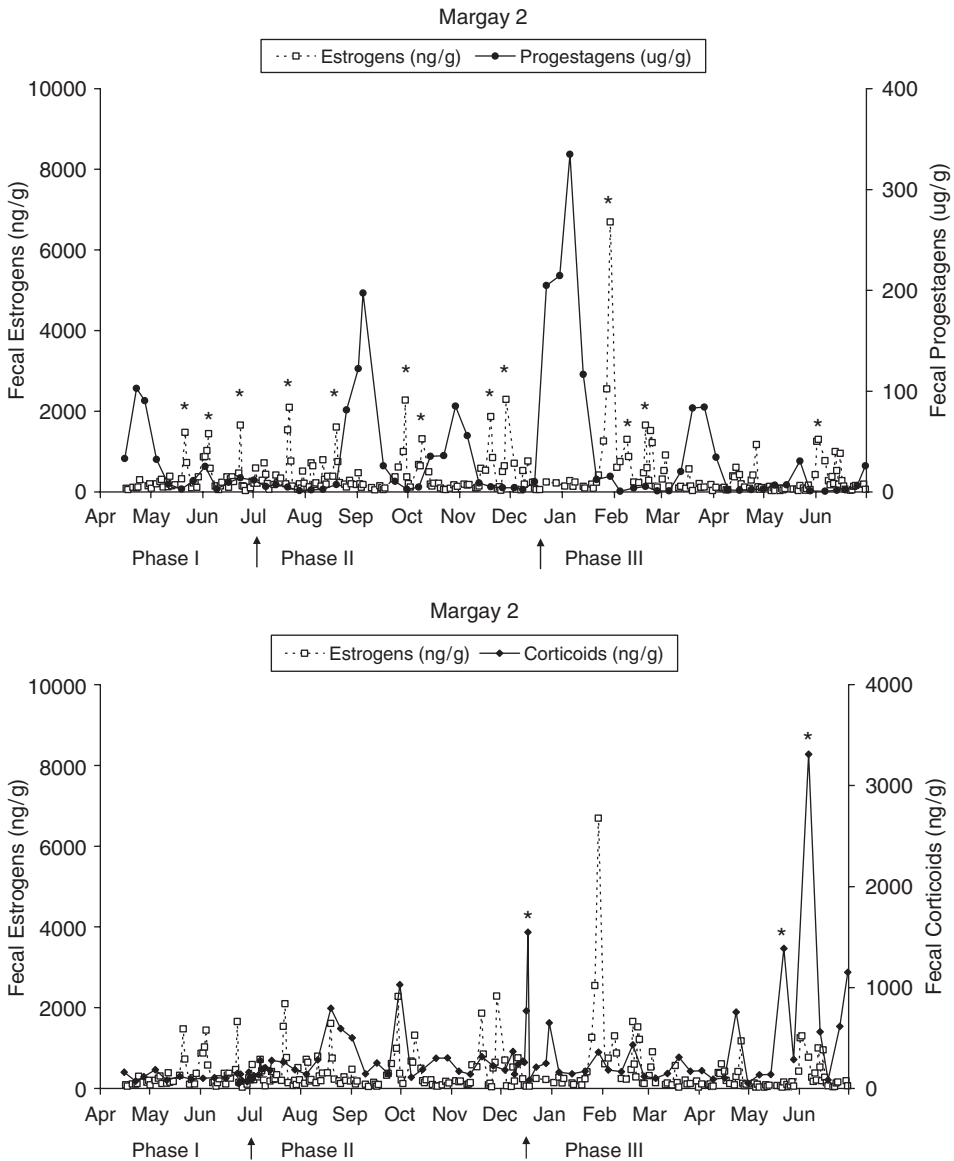 Margay 2
Estrogens (ng/g) Progestagens (ug/g)
10000 400
8000
300
6000
200
4000
100
2000
0 0
Fecal Estrogens (ng/g)
Fecal Progestagens (ug/g)
* * * * * * * * * * * * *
Apr May Jun Jul Aug Sep Oct Nov Dec Jan Feb Mar Apr May Jun
Phase I Phase II Phase III
Margay 2
Estrogens (ng/g) Corticoids (ng/g)
10000 4000
8000
3000
6000
2000
4000
1000
2000
0 0
Fecal Estrogens (ng/g)
Fecal Corticoids (ng/g)
* * *
Apr May Jun Jul Aug Sep Oct Nov Dec Jan Feb Mar Apr May Jun
Phase I Phase II Phase III